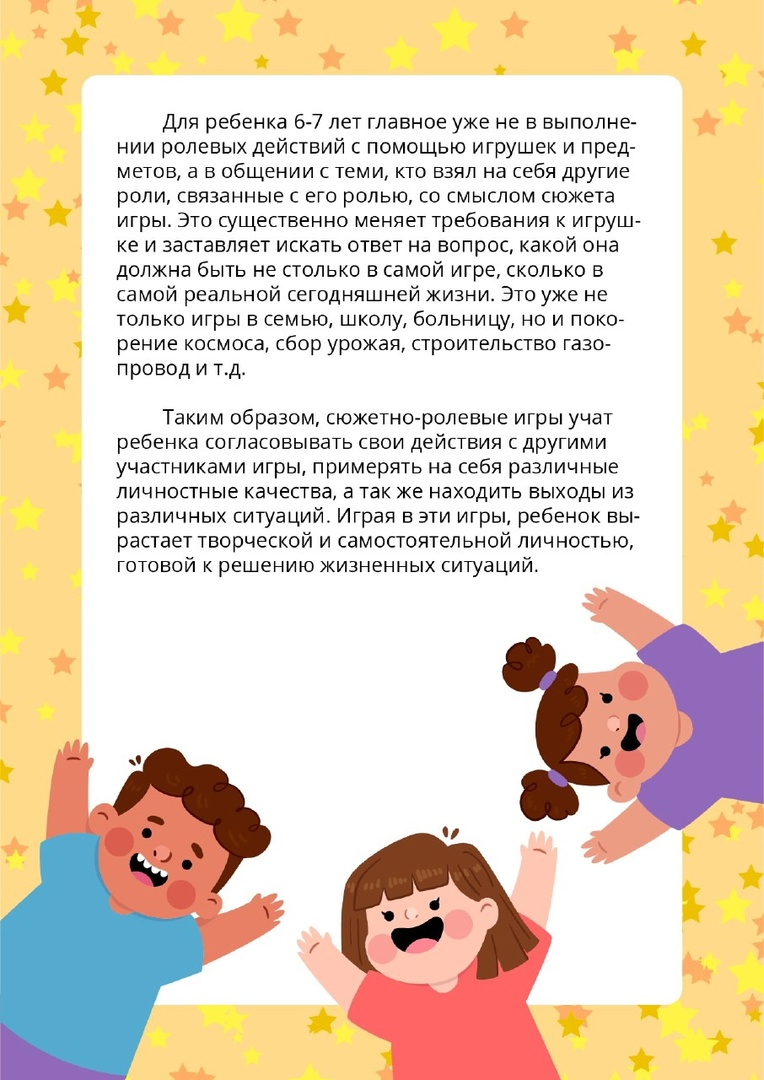 Для ребенка 6-7 лет главное уже не в выполне-
нии ролевых действий с помощью игрушек и пред-
метов, а в общении с теми, кто взял на себя другие
роли, связанные с его ролью, со смыслом сюжета
игры. Это существенно меняет требования к игруш-
ке и заставляет искать ответ на вопрос, какой она
должна быть не столько в самой игре, сколько в
самой реальной сегодняшней жизни. Это уже не
только игры в семью, школу, больницу, но и поко-
рение космоса, сбор урожая, строительство газо-
провод и т.д.
Таким образом, сюжетно-ролевые игры учат
ребенка согласовывать свои действия с другими
участниками игры, примерять на себя различные
личностные качества, а так же находить выходы из
различных ситуаций. Играя в эти игры, ребенок вы-
растает творческой и самостоятельной личностью,
готовой к решению жизненных ситуаций.